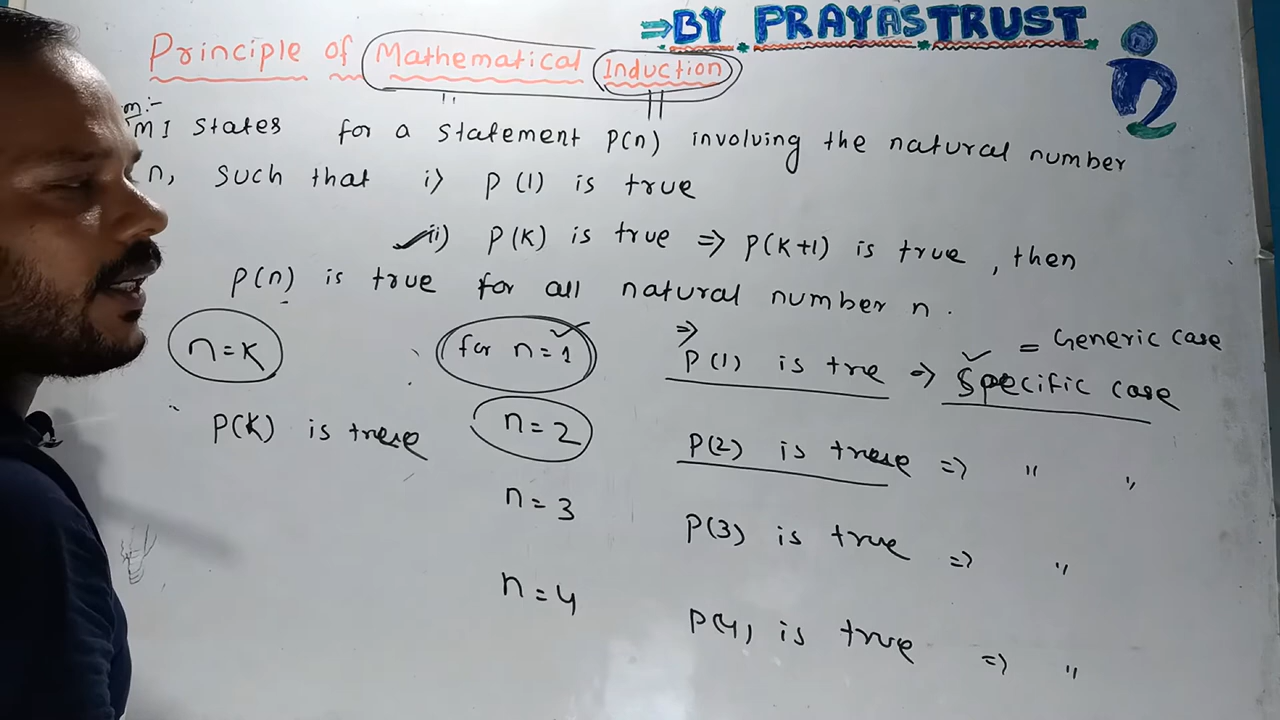 ⇒BY PRAYASTRUST
Principle of Mathematical Induction
m:-
MI states for a statement P(n) involving the natural number
n, such that i) P(1) is true
ii) P(K) is true ⇒ P(K+1) is true, then
P(n) is true for all natural number n.
n=K
for n=1
⇒
P(1) is tre ⇒ Specific case
= Generic case
P(K) is true
n=2
P(2) is true ⇒ " "
n=3
P(3) is true ⇒ "
n=4
P(4) is true ⇒ "